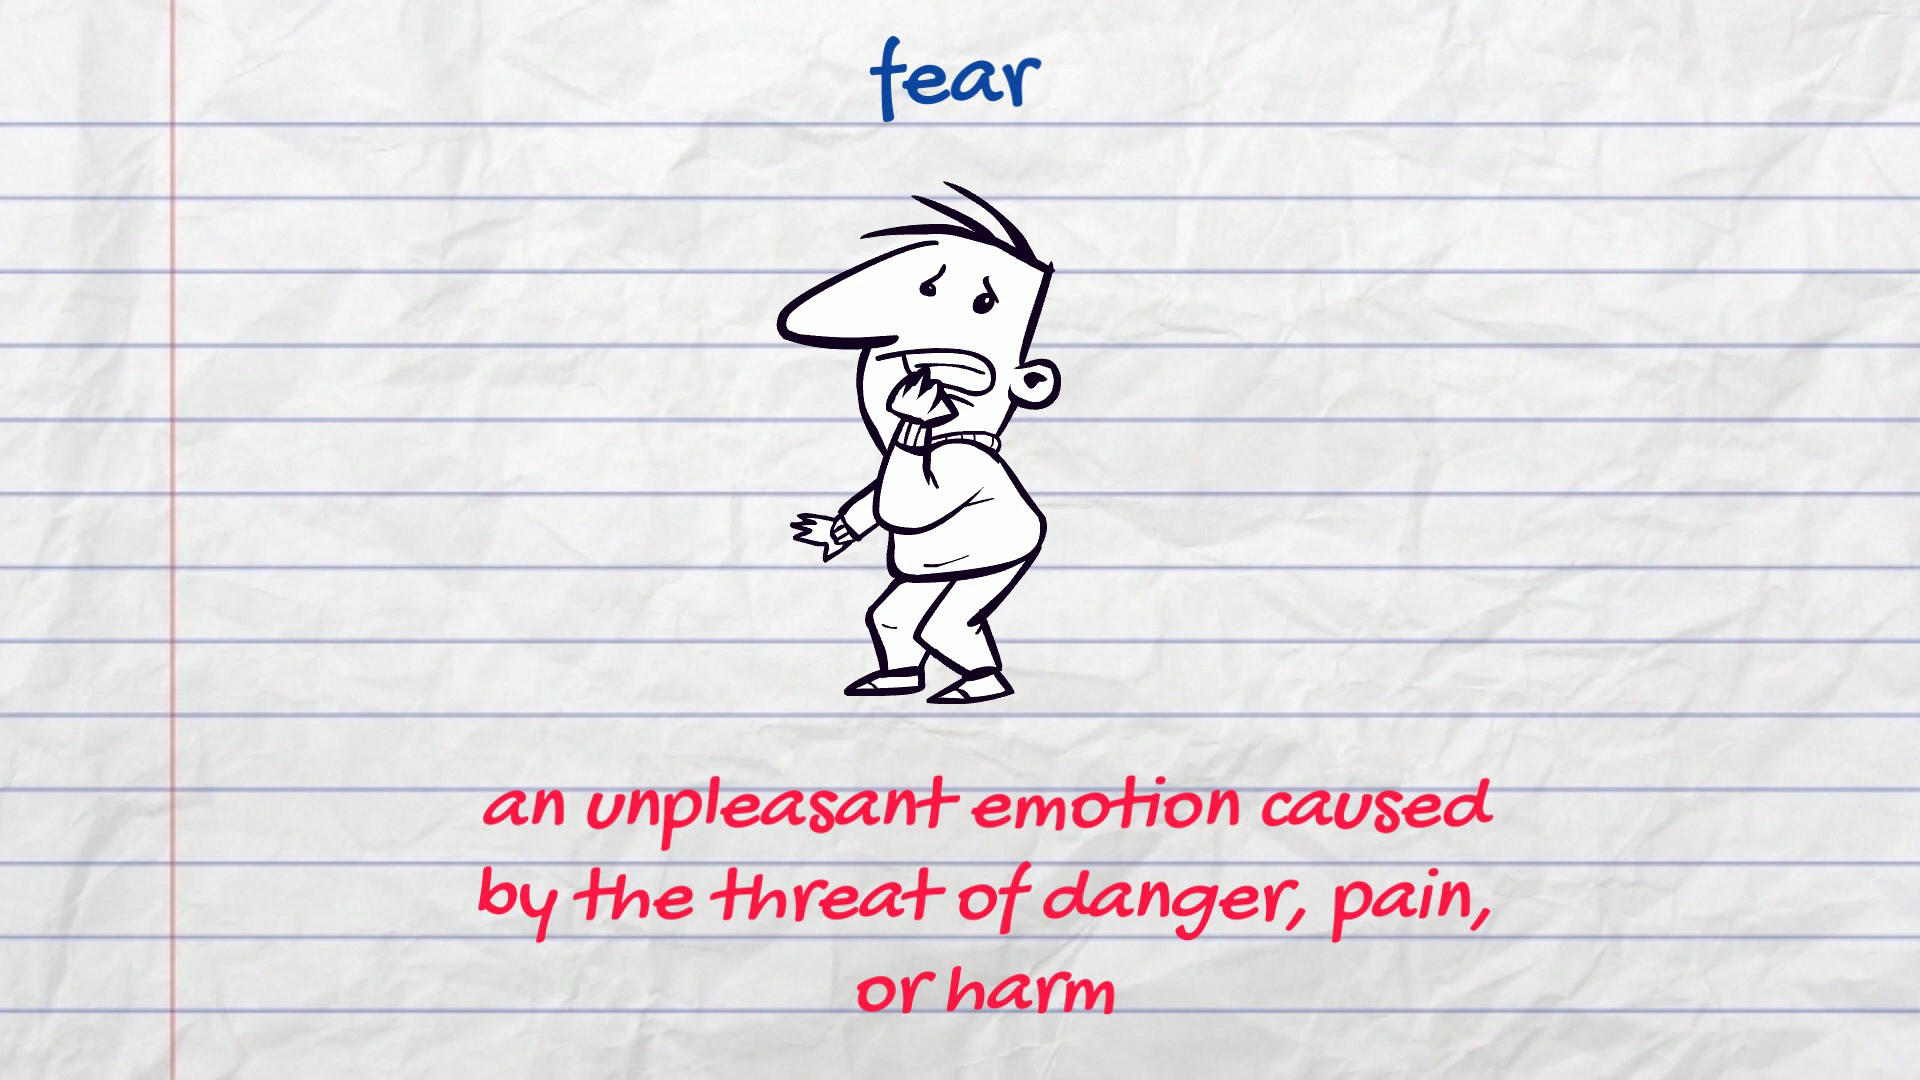 fear
an unpleasant emotion caused
by the threat of danger, pain,
or harm